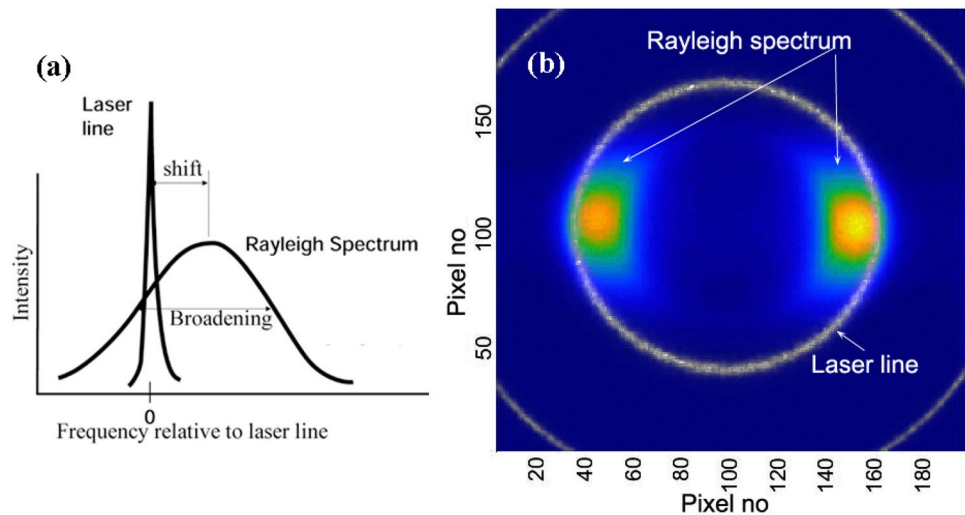 (a)
Laser
line
shift
Rayleigh Spectrum
Broadening
Intensity
0
Frequency relative to laser line
(b)
Rayleigh spectrum
Laser line
Pixel no
150
100
50
20 40 60 80 100 120 140 160 180
Pixel no